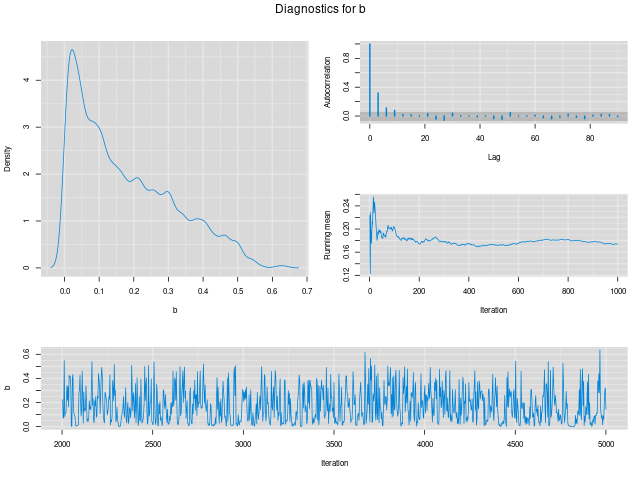 Diagnostics for b
Density
0
1
2
3
4
0.0 0.1 0.2 0.3 0.4 0.5 0.6 0.7
b
Autocorrelation
0.0 0.4 0.8
0 20 40 60 80
Lag
Running mean
0.12 0.16 0.20 0.24
0 200 400 600 800 1000
Iteration
b
0.0 0.2 0.4 0.6
2000 2500 3000 3500 4000 4500 5000
Iteration